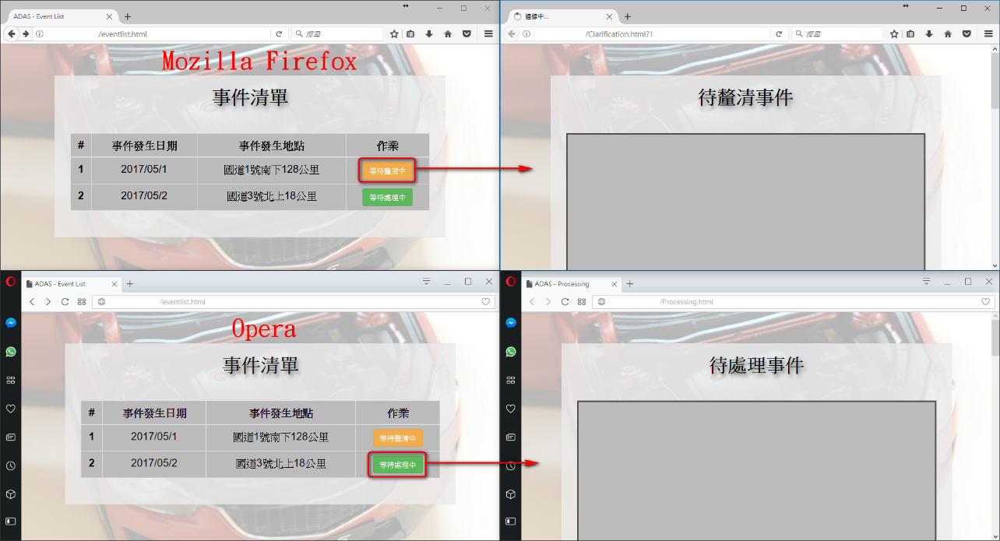 ADAS - Event List
/eventlist.html
搜尋
Mozilla Firefox
事件清單
# 事件發生日期 事件發生地點 作業
1 2017/05/1 國道1號南下128公里 等待釐清中
2 2017/05/2 國道3號北上18公里 等待處理中
連線中...
/Clarification.html?1
搜尋
待釐清事件
ADAS - Event List
/eventlist.html
Opera
事件清單
# 事件發生日期 事件發生地點 作業
1 2017/05/1 國道1號南下128公里 等待釐清中
2 2017/05/2 國道3號北上18公里 等待處理中
ADAS - Processing
/Processing.html
待處理事件